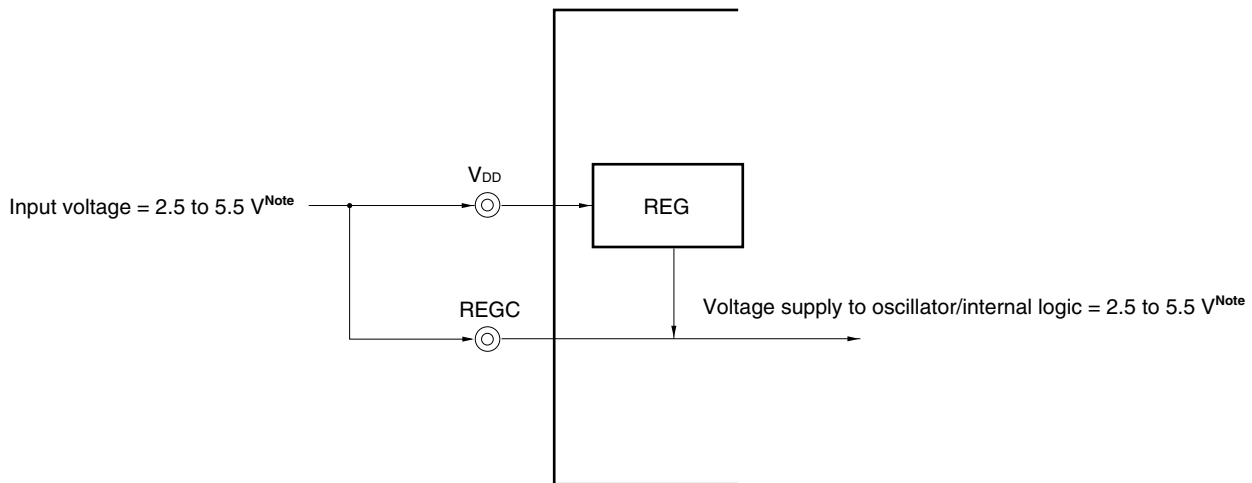 VDD
Input voltage = 2.5 to 5.5 VNote
REG
REGC
Voltage supply to oscillator/internal logic = 2.5 to 5.5 VNote